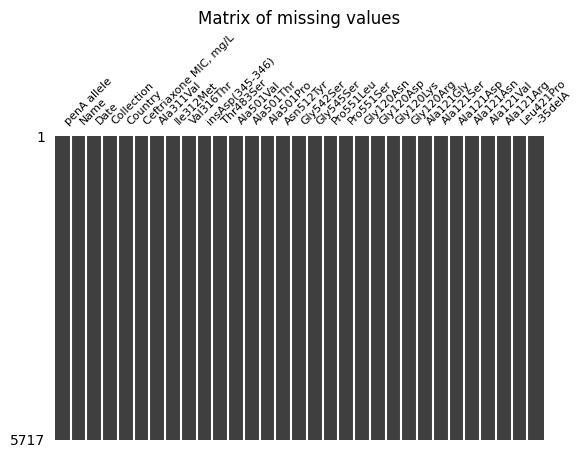 Matrix of missing values
penA allele
Name
Date
Collection
Country
Ceftriaxone MIC, mg/L
Ala311Val
Ile312Met
Val316Thr
insAsp(345-346)
Thr483Ser
Ala501Val
Ala501Thr
Ala501Pro
Asn512Tyr
Gly542Ser
Gly545Ser
Pro551Leu
Pro551Ser
Gly120Asn
Gly120Asp
Gly120Lys
Gly120Arg
Ala121Gly
Ala121Ser
Ala121Asp
Ala121Asn
Ala121Val
Ala121Arg
Leu421Pro
-35delA
1
5717